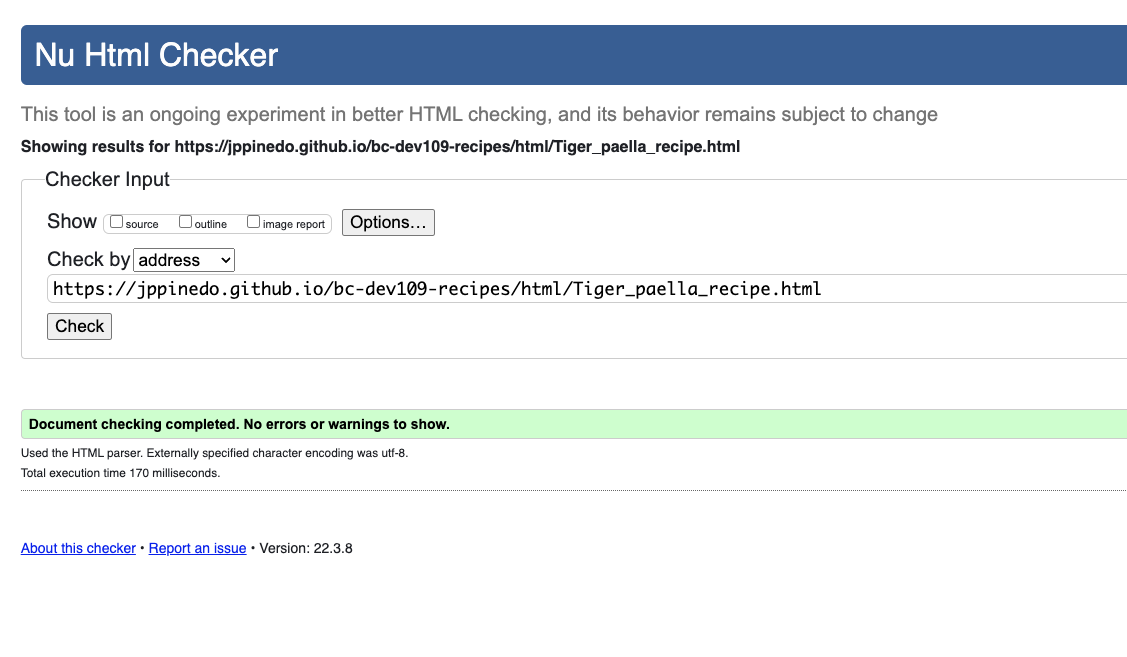 Nu Html Checker
This tool is an ongoing experiment in better HTML checking, and its behavior remains subject to change
Showing results for https://jppinedo.github.io/bc-dev109-recipes/html/Tiger_paella_recipe.html
Checker Input
Show source outline image report Options...
Check by address
https://jppinedo.github.io/bc-dev109-recipes/html/Tiger_paella_recipe.html
Check
Document checking completed. No errors or warnings to show.
Used the HTML parser. Externally specified character encoding was utf-8.
Total execution time 170 milliseconds.
About this checker • Report an issue • Version: 22.3.8